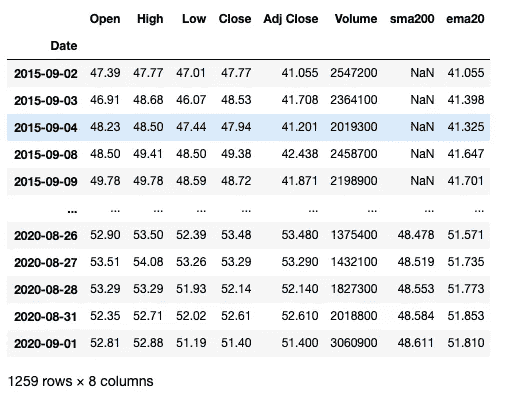 Open High Low Close Adj Close Volume sma200 ema20
Date
2015-09-02 47.39 47.77 47.01 47.77 41.055 2547200 NaN 41.055
2015-09-03 46.91 48.68 46.07 48.53 41.708 2364100 NaN 41.398
2015-09-04 48.23 48.50 47.44 47.94 41.201 2019300 NaN 41.325
2015-09-08 48.50 49.41 48.50 49.38 42.438 2458700 NaN 41.647
2015-09-09 49.78 49.78 48.59 48.72 41.871 2198900 NaN 41.701
... ... ... ... ... ... ... ... ...
2020-08-26 52.90 53.50 52.39 53.48 53.480 1375400 48.478 51.571
2020-08-27 53.51 54.08 53.26 53.29 53.290 1432100 48.519 51.735
2020-08-28 53.29 53.29 51.93 52.14 52.140 1827300 48.553 51.773
2020-08-31 52.35 52.71 52.02 52.61 52.610 2018800 48.584 51.853
2020-09-01 52.81 52.88 51.19 51.40 51.400 3060900 48.611 51.810
1259 rows × 8 columns